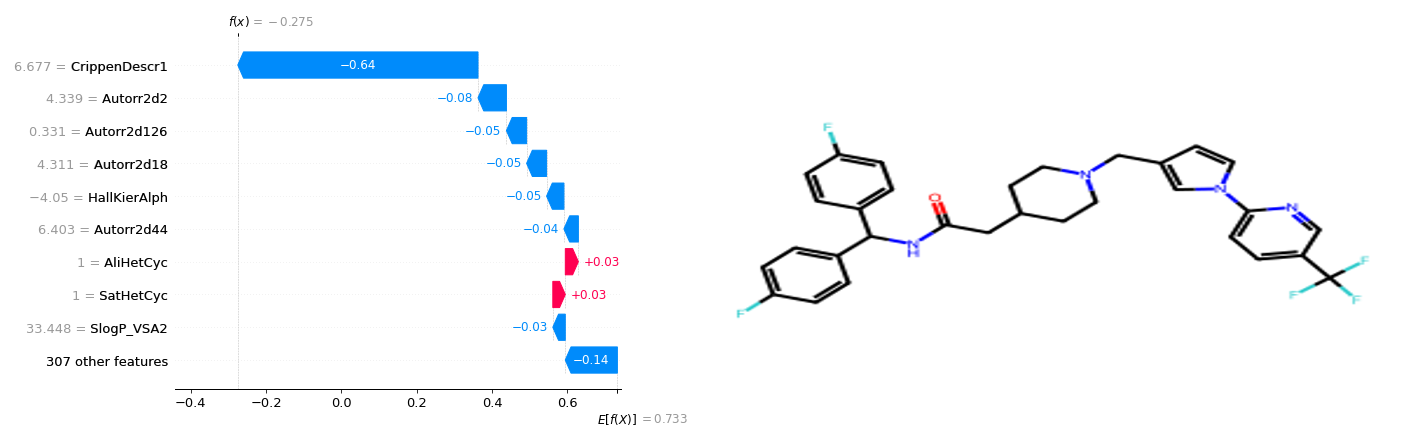 f(x) = −0.275
6.677 = CrippenDescr1
−0.64
4.339 = Autorr2d2
−0.08
0.331 = Autorr2d126
−0.05
4.311 = Autorr2d18
−0.05
−4.05 = HallKierAlph
−0.05
6.403 = Autorr2d44
−0.04
1 = AliHetCyc
+0.03
1 = SatHetCyc
+0.03
33.448 = SlogP_VSA2
−0.03
307 other features
−0.14
−0.4 −0.2 0.0 0.2 0.4 0.6
E[f(X)] = 0.733
F
F
O
N
H
N
N
N
F
F
F